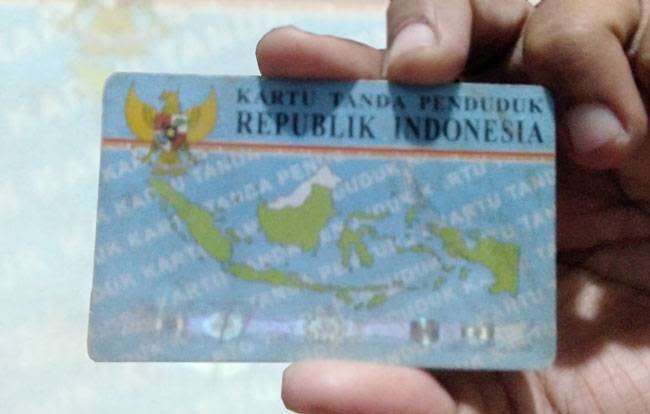 KARTU TANDA PENDUDUK
REPUBLIK INDONESIA